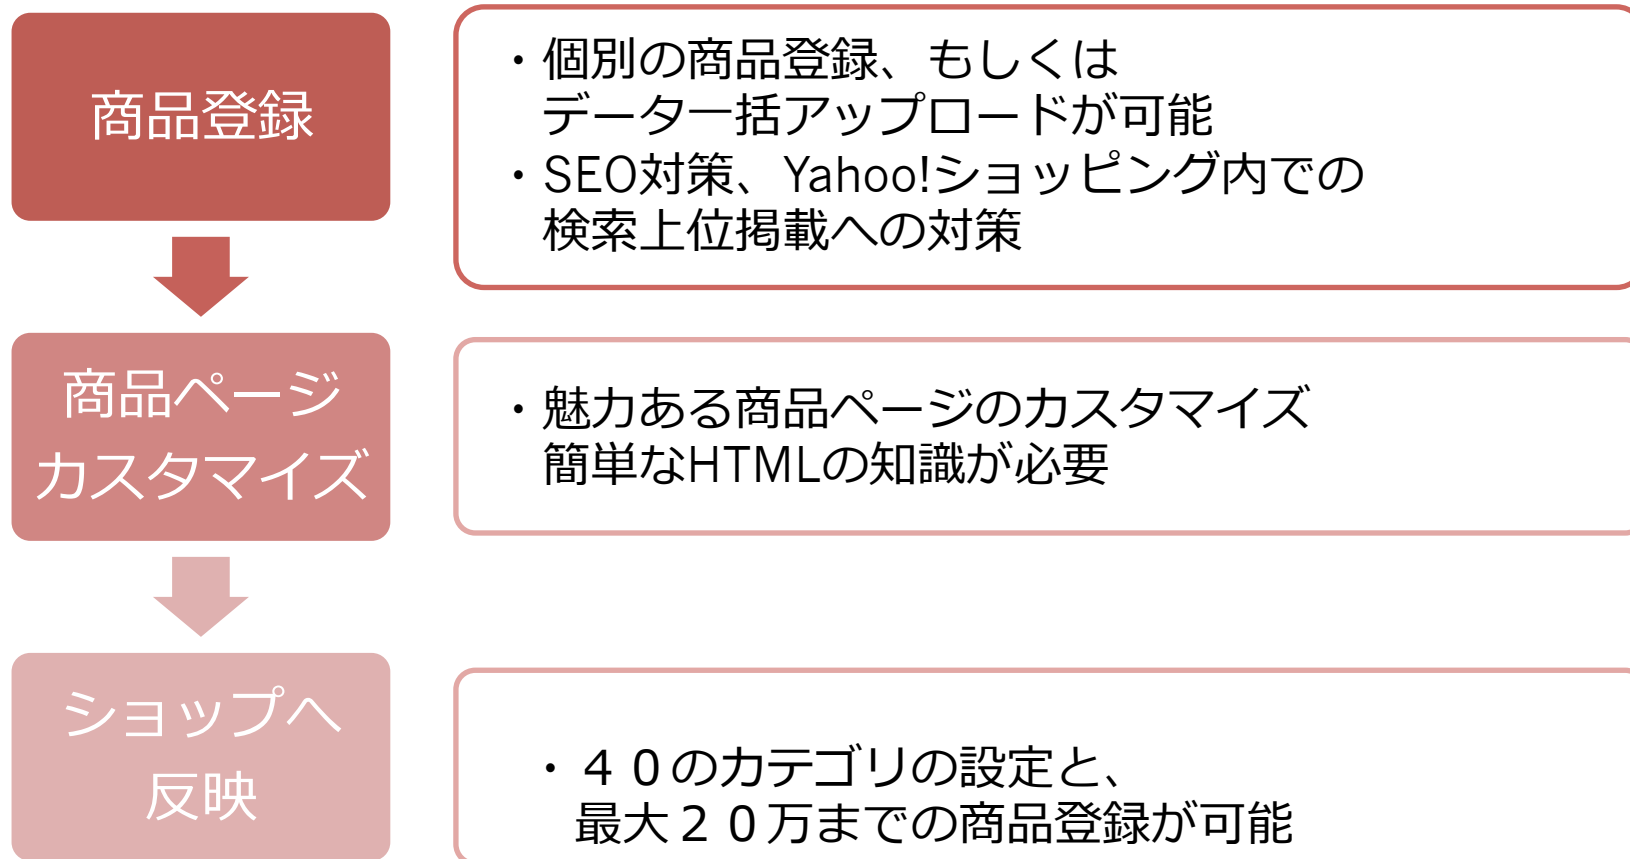 商品登録
・個別の商品登録、もしくは
データ一括アップロードが可能
・SEO対策、Yahoo!ショッピング内での
検索上位掲載への対策
商品ページ
カスタマイズ
・魅力ある商品ページのカスタマイズ
簡単なHTMLの知識が必要
ショップへ
反映
・４０のカテゴリの設定と、
最大２０万までの商品登録が可能